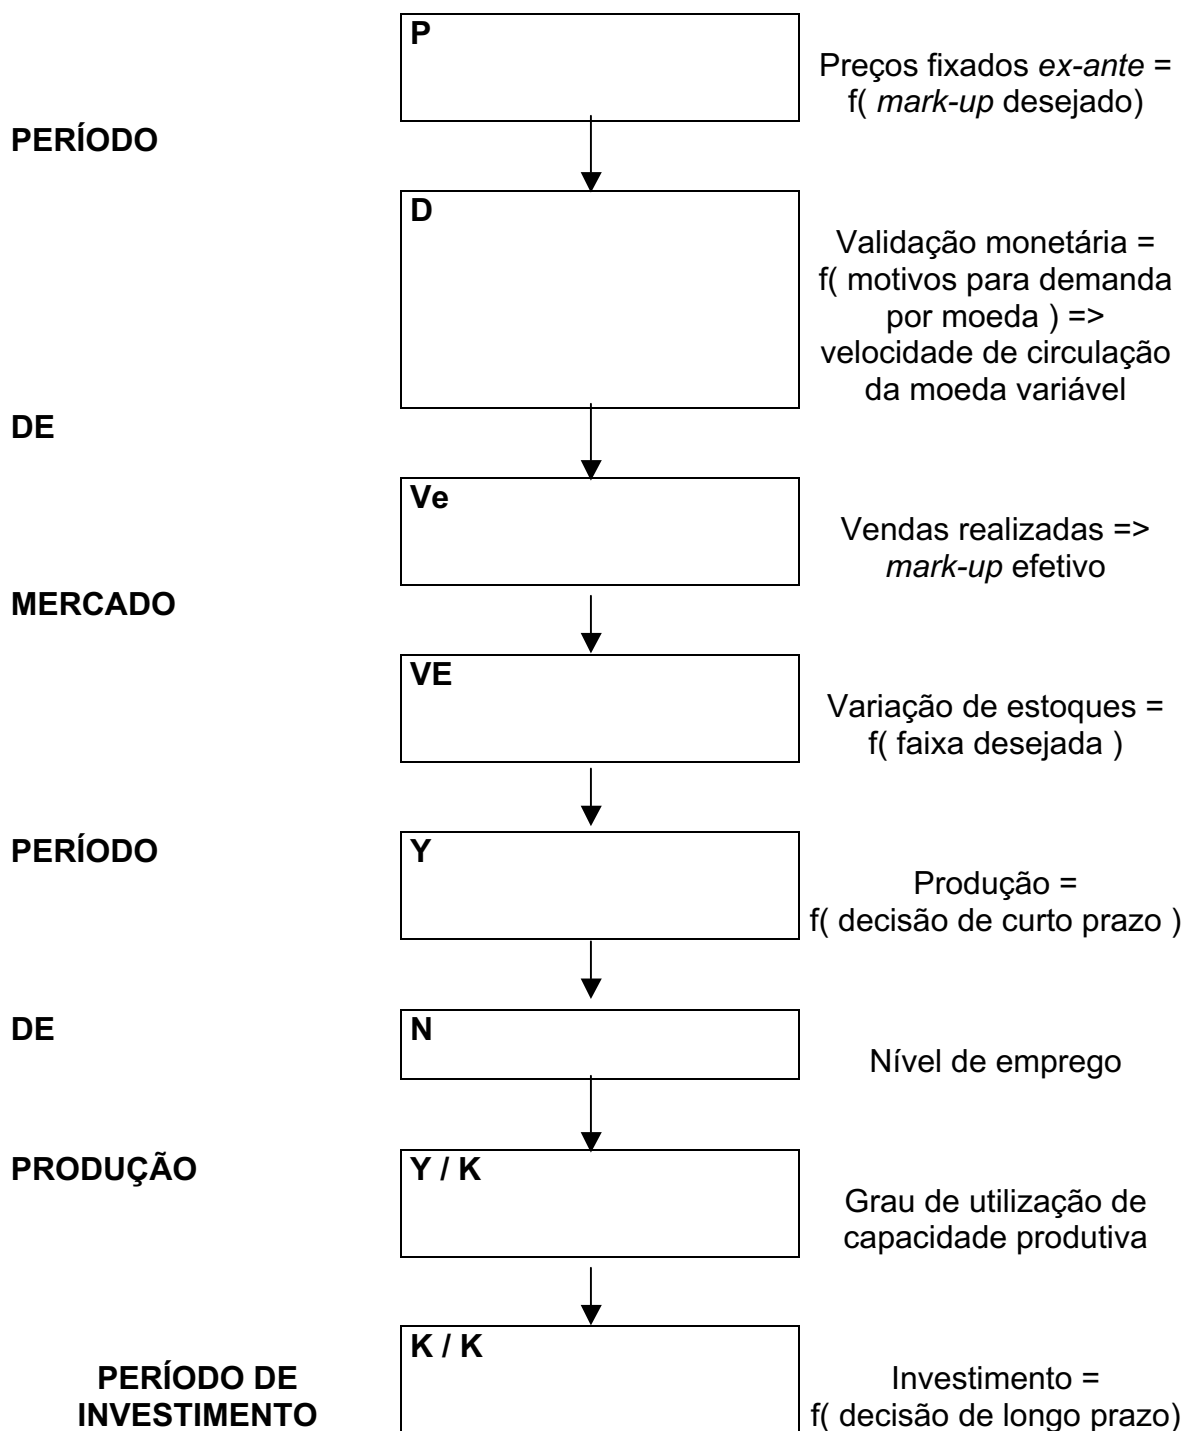 P
Preços fixados ex-ante =
f( mark-up desejado)
PERÍODO
D
Validação monetária =
f( motivos para demanda
por moeda ) =>
velocidade de circulação
da moeda variável
DE
Ve
Vendas realizadas =>
mark-up efetivo
MERCADO
VE
Variação de estoques =
f( faixa desejada )
PERÍODO
Y
Produção =
f( decisão de curto prazo )
DE
N
Nível de emprego
PRODUÇÃO
Y / K
Grau de utilização de
capacidade produtiva
K / K
PERÍODO DE
INVESTIMENTO
Investimento =
f( decisão de longo prazo)